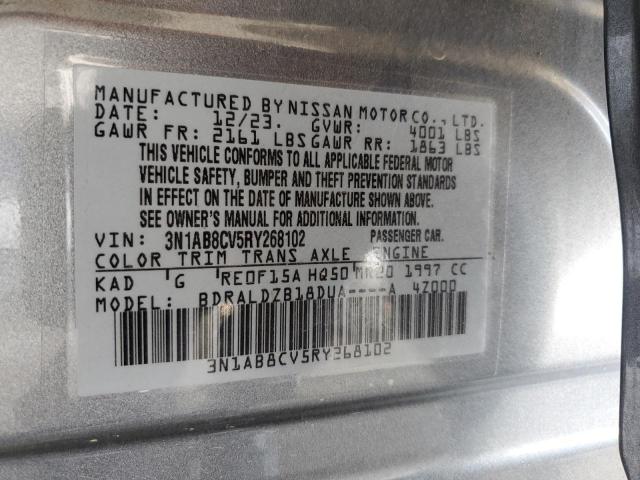 MANUFACTURED BY NISSAN MOTOR CO., LTD.
DATE: 12/23. GVWR: 4001 LBS
GAWR FR: 2161 LBS GAWR RR: 1863 LBS
THIS VEHICLE CONFORMS TO ALL APPLICABLE FEDERAL MOTOR
VEHICLE SAFETY, BUMPER AND THEFT PREVENTION STANDARDS
IN EFFECT ON THE DATE OF MANUFACTURE SHOWN ABOVE.
SEE OWNER'S MANUAL FOR ADDITIONAL INFORMATION.
VIN: 3N1AB8CV5RY268102 PASSENGER CAR.
COLOR TRIM TRANS AXLE ENGINE
KAD G RE0F15A HQ50 MR20 1997 CC
MODEL: BDRALDZB18DUA----A 4Z000
3N1AB8CV5RY268102